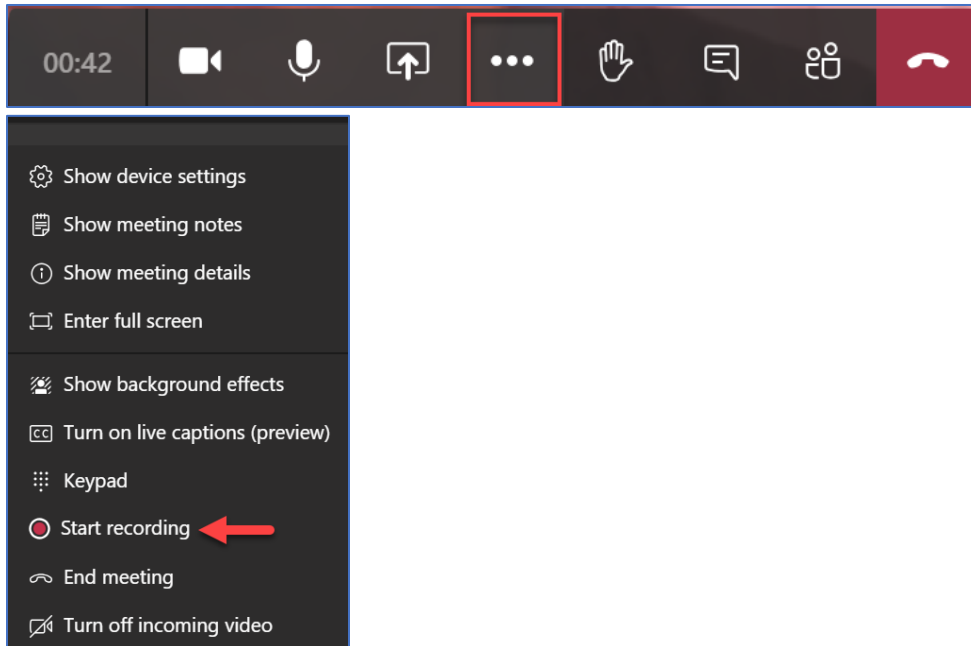 00:42
Show device settings
Show meeting notes
Show meeting details
Enter full screen
Show background effects
CC Turn on live captions (preview)
Keypad
Start recording
End meeting
Turn off incoming video